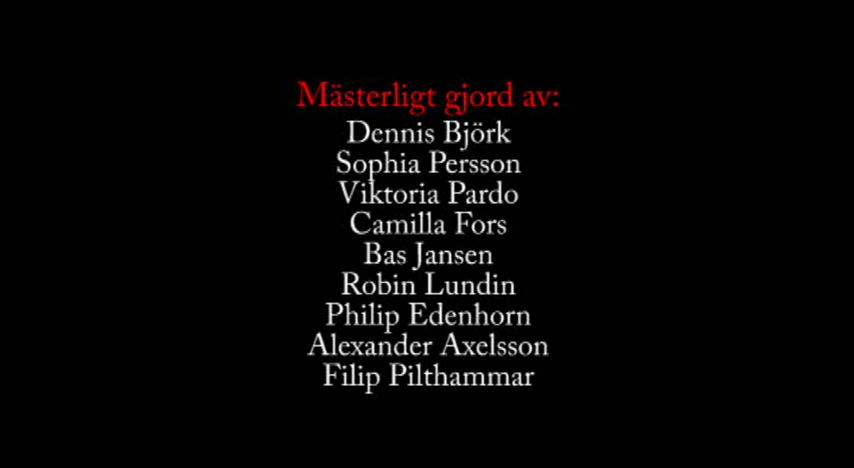 Mästerligt gjord av:
Dennis Björk
Sophia Persson
Viktoria Pardo
Camilla Fors
Bas Jansen
Robin Lundin
Philip Edenhorn
Alexander Axelsson
Filip Pilthammar